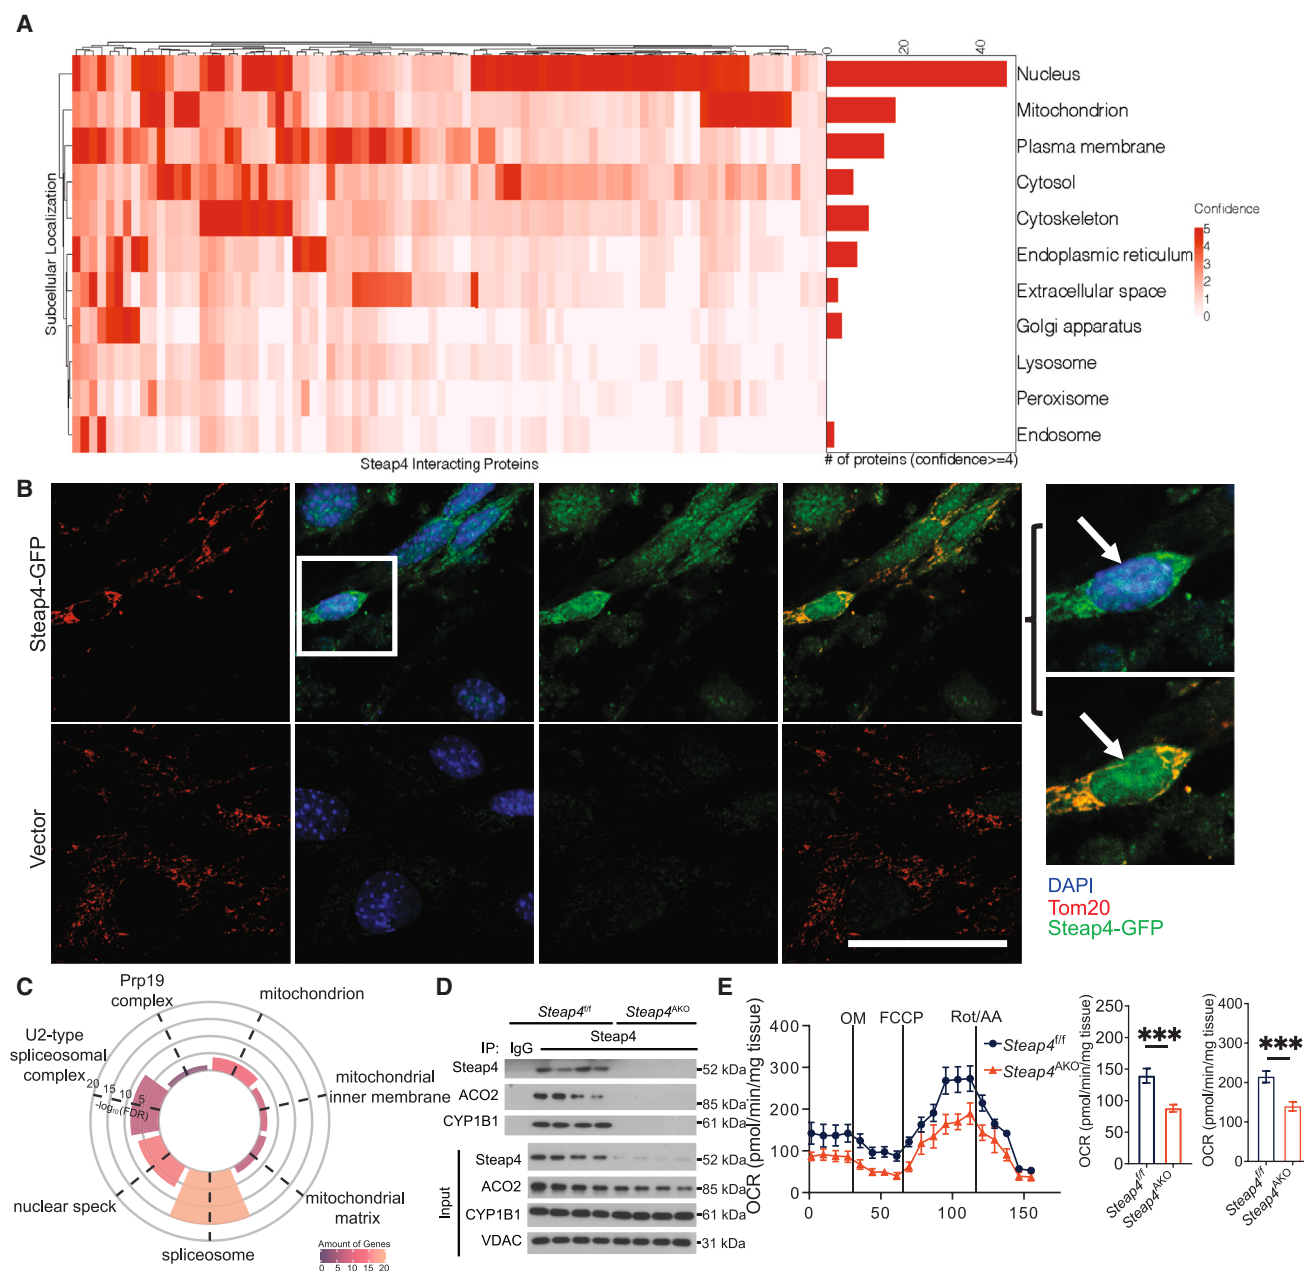 A
0
20
40
Nucleus
Mitochondrion
Plasma membrane
Cytosol
Cytoskeleton
Endoplasmic reticulum
Extracellular space
Golgi apparatus
Lysosome
Peroxisome
Endosome
Subcellular Localization
Confidence
5
4
3
2
1
0
Steap4 Interacting Proteins
# of proteins (confidence>=4)
B
Steap4-GFP
Vector
DAPI
Tom20
Steap4-GFP
C
Prp19
complex
mitochondrion
U2-type
spliceosomal
complex
20 15 10 5
-log10(FDR)
mitochondrial
inner membrane
nuclear speck
mitochondrial
matrix
spliceosome
Amount of Genes
0 5 10 15 20
D
Steap4f/f
Steap4AKO
Steap4
IP:
IgG
Steap4
52 kDa
ACO2
85 kDa
CYP1B1
61 kDa
Input
Steap4
52 kDa
ACO2
85 kDa
CYP1B1
61 kDa
VDAC
31 kDa
E
OM
FCCP
Rot/AA
OCR (pmol/min/mg tissue)
400
300
200
100
0
0
50
100
150
Steap4f/f
Steap4AKO
OCR (pmol/min/mg tissue)
250
200
150
100
50
0
***
Steap4f/f
Steap4AKO
OCR (pmol/min/mg tissue)
400
300
200
100
0
***
Steap4f/f
Steap4AKO